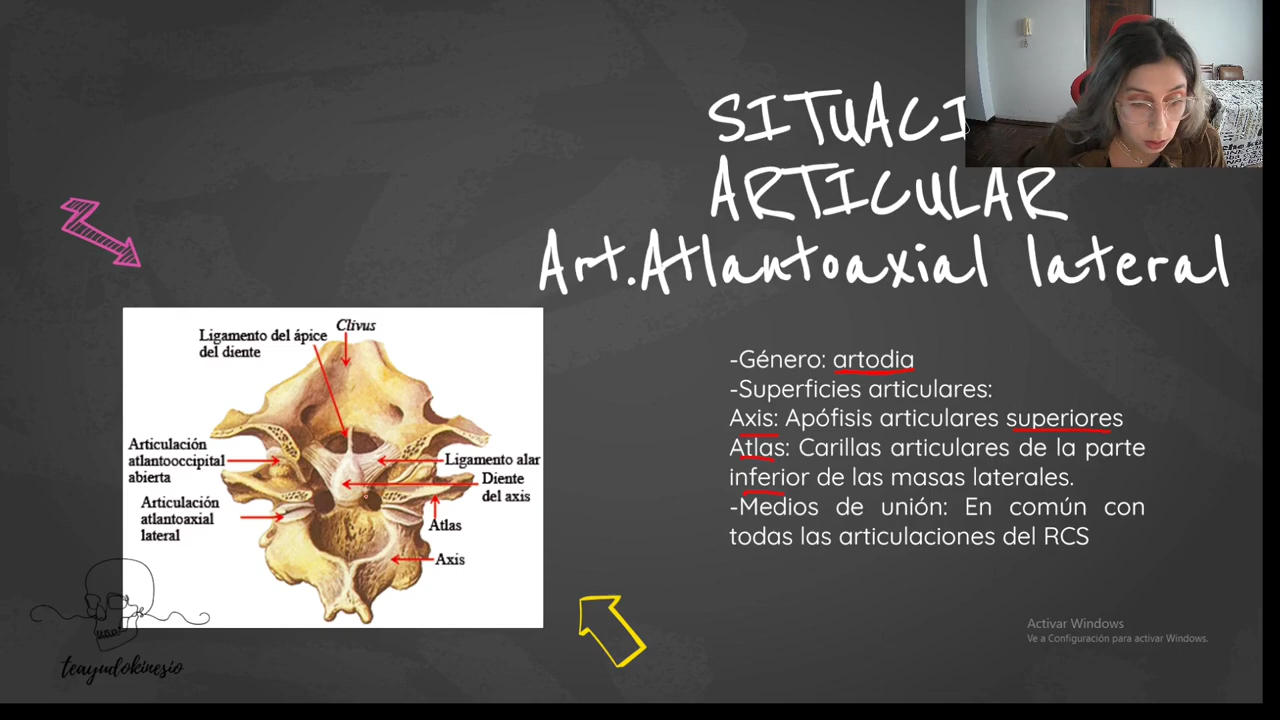 SITUACI
ARTICULAR
Art.Atlantoaxial lateral
Clivus
Ligamento del ápice
del diente
Articulación
atlantooccipital
abierta
Articulación
atlantoaxial
lateral
Ligamento alar
Diente
del axis
Atlas
Axis
-Género: artodia
-Superficies articulares:
Axis: Apófisis articulares superiores
Atlas: Carillas articulares de la parte
inferior de las masas laterales.
-Medios de unión: En común con
todas las articulaciones del RCS
teayudokinesio
Activar Windows
Ve a Configuración para activar Windows.